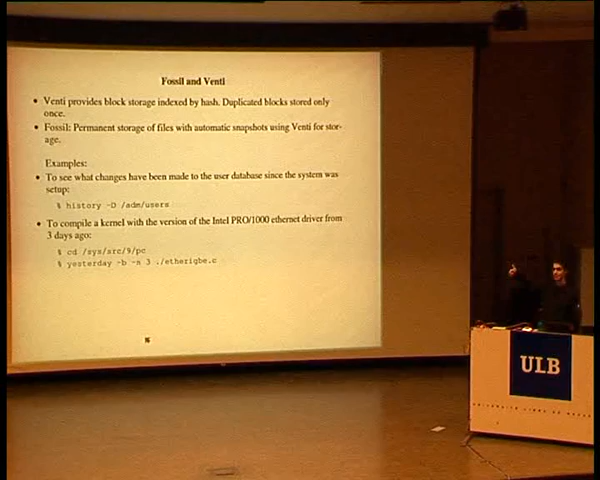 Fossil and Venti
• Venti provides block storage indexed by hash. Duplicated blocks stored only
once.
• Fossil: Permanent storage of files with automatic snapshots using Venti for stor-
age.
Examples:
• To see what changes have been made to the user database since the system was
setup:
% history -D /adm/users
• To compile a kernel with the version of the Intel PRO/1000 ethernet driver from
3 days ago:
% cd /sys/src/9/pc
% yesterday -b -n 3 ./etherigbe.c
ULB
UNIVERSITÉ LIBRE DE